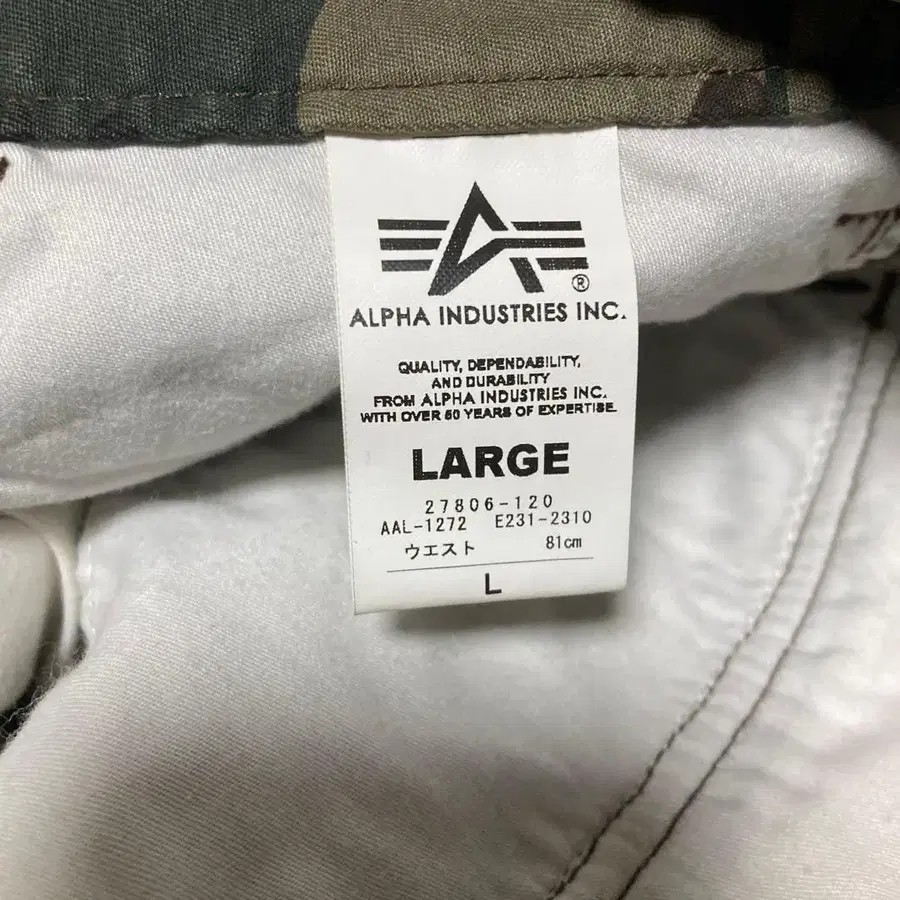 ®
ALPHA INDUSTRIES INC.
QUALITY, DEPENDABILITY,
AND DURABILITY
FROM ALPHA INDUSTRIES INC.
WITH OVER 50 YEARS OF EXPERTISE.
LARGE
27806-120
AAL-1272 E231-2310
ウエスト 81cm
L